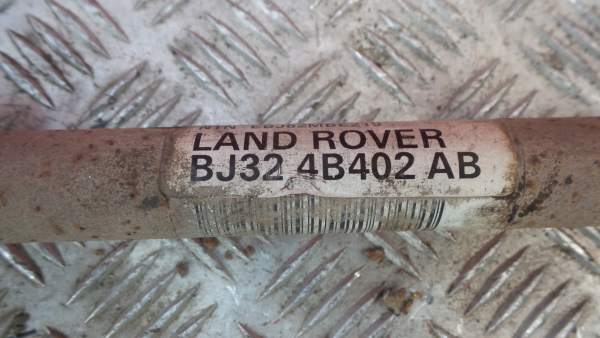 LAND ROVER
BJ32 4B402 AB